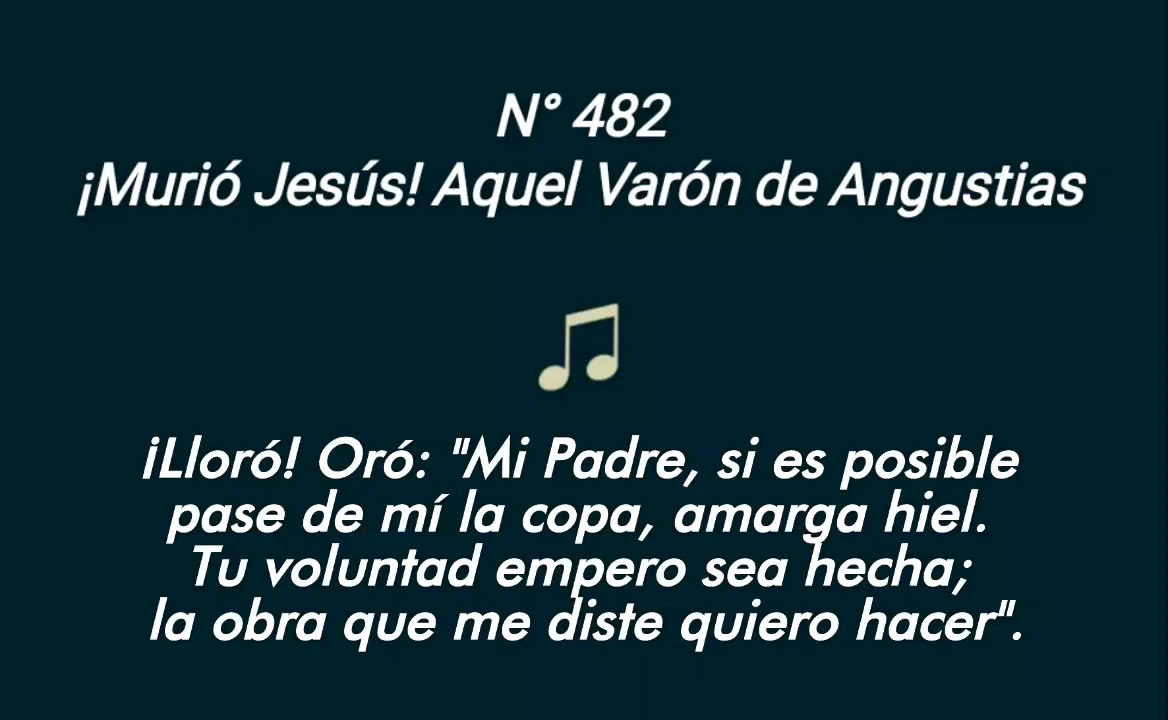 N° 482
¡Murió Jesús! Aquel Varón de Angustias
¡Lloró! Oró: "Mi Padre, si es posible
pase de mí la copa, amarga hiel.
Tu voluntad empero sea hecha;
la obra que me diste quiero hacer".